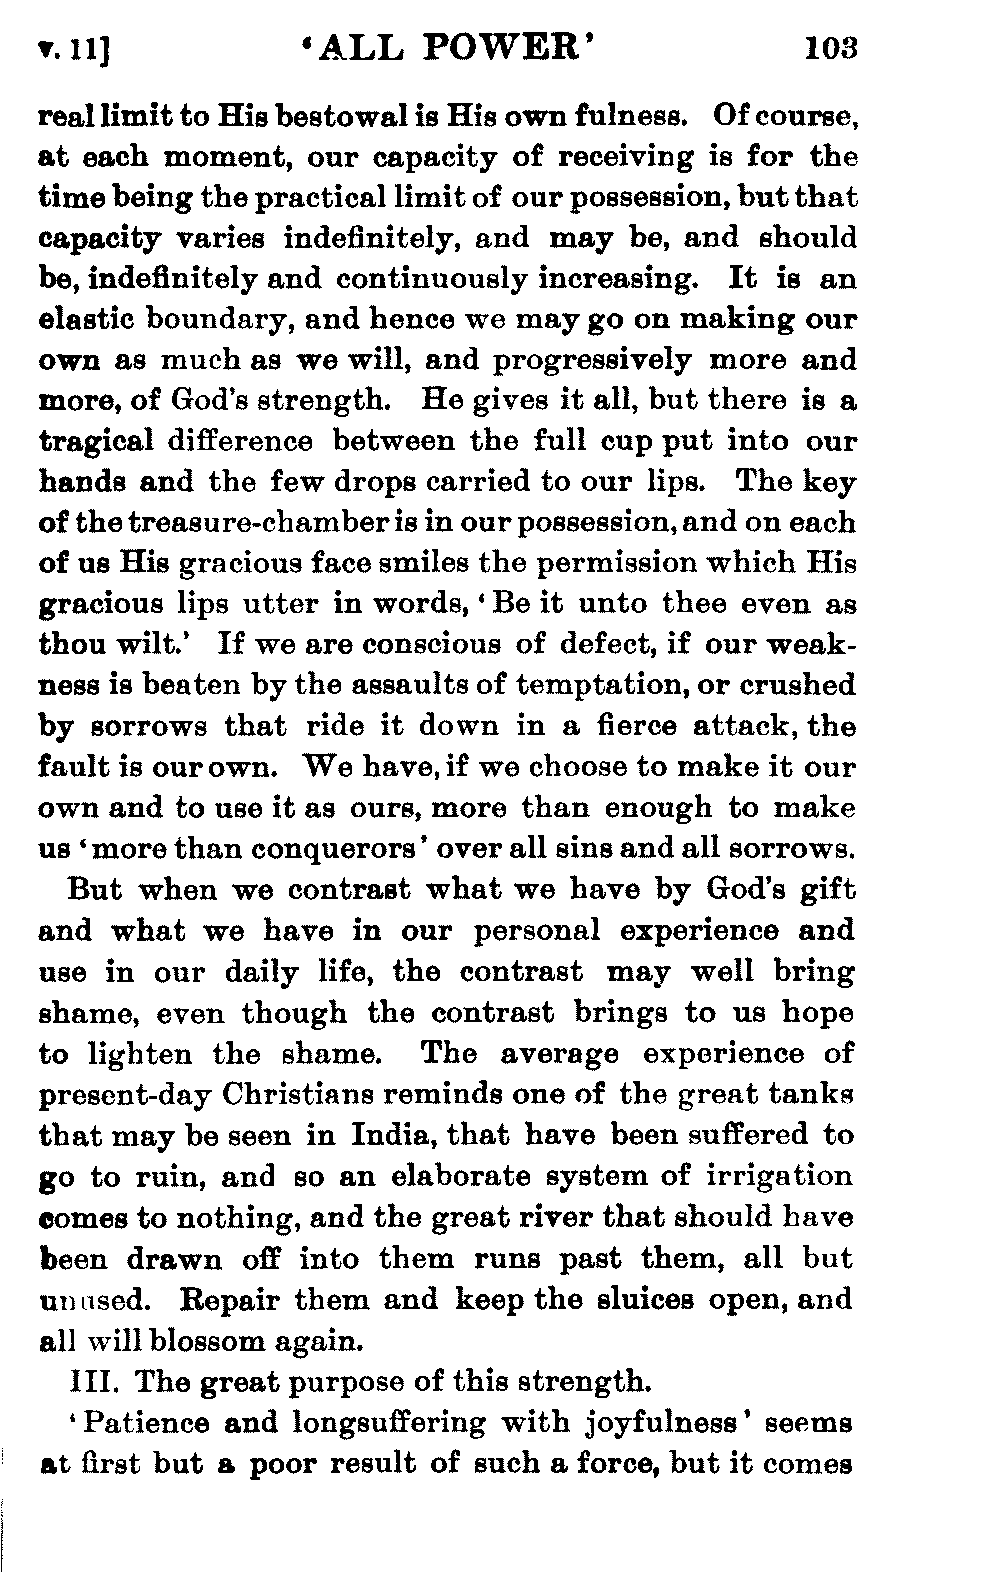 v. 11] 'ALL POWER' 103
real limit to His bestowal is His own fulness. Of course,
at each moment, our capacity of receiving is for the
time being the practical limit of our possession, but that
capacity varies indefinitely, and may be, and should
be, indefinitely and continuously increasing. It is an
elastic boundary, and hence we may go on making our
own as much as we will, and progressively more and
more, of God's strength. He gives it all, but there is a
tragical difference between the full cup put into our
hands and the few drops carried to our lips. The key
of the treasure-chamber is in our possession, and on each
of us His gracious face smiles the permission which His
gracious lips utter in words, 'Be it unto thee even as
thou wilt.' If we are conscious of defect, if our weak-
ness is beaten by the assaults of temptation, or crushed
by sorrows that ride it down in a fierce attack, the
fault is our own. We have, if we choose to make it our
own and to use it as ours, more than enough to make
us 'more than conquerors' over all sins and all sorrows.
But when we contrast what we have by God's gift
and what we have in our personal experience and
use in our daily life, the contrast may well bring
shame, even though the contrast brings to us hope
to lighten the shame. The average experience of
present-day Christians reminds one of the great tanks
that may be seen in India, that have been suffered to
go to ruin, and so an elaborate system of irrigation
comes to nothing, and the great river that should have
been drawn off into them runs past them, all but
unused. Repair them and keep the sluices open, and
all will blossom again.
III. The great purpose of this strength.
'Patience and longsuffering with joyfulness' seems
at first but a poor result of such a force, but it comes